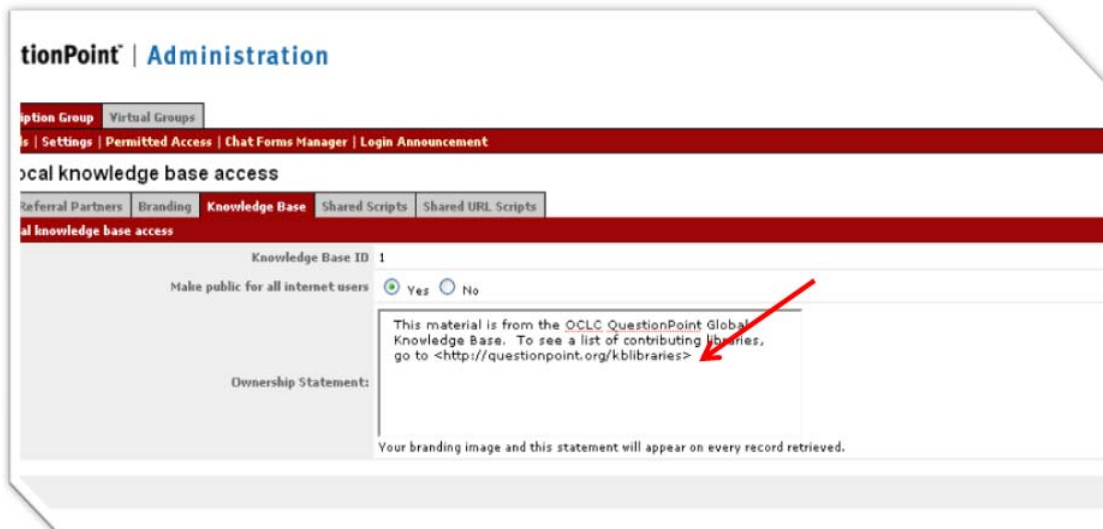 tionPoint™ | Administration
iption Group Virtual Groups
ls | Settings | Permitted Access | Chat Forms Manager | Login Announcement
ocal knowledge base access
Referral Partners Branding Knowledge Base Shared Scripts Shared URL Scripts
al knowledge base access
Knowledge Base ID 1
Make public for all internet users Yes No
This material is from the OCLC QuestionPoint Global
Knowledge Base. To see a list of contributing libraries,
go to <http://questionpoint.org/kblibraries>
Ownership Statement:
Your branding image and this statement will appear on every record retrieved.